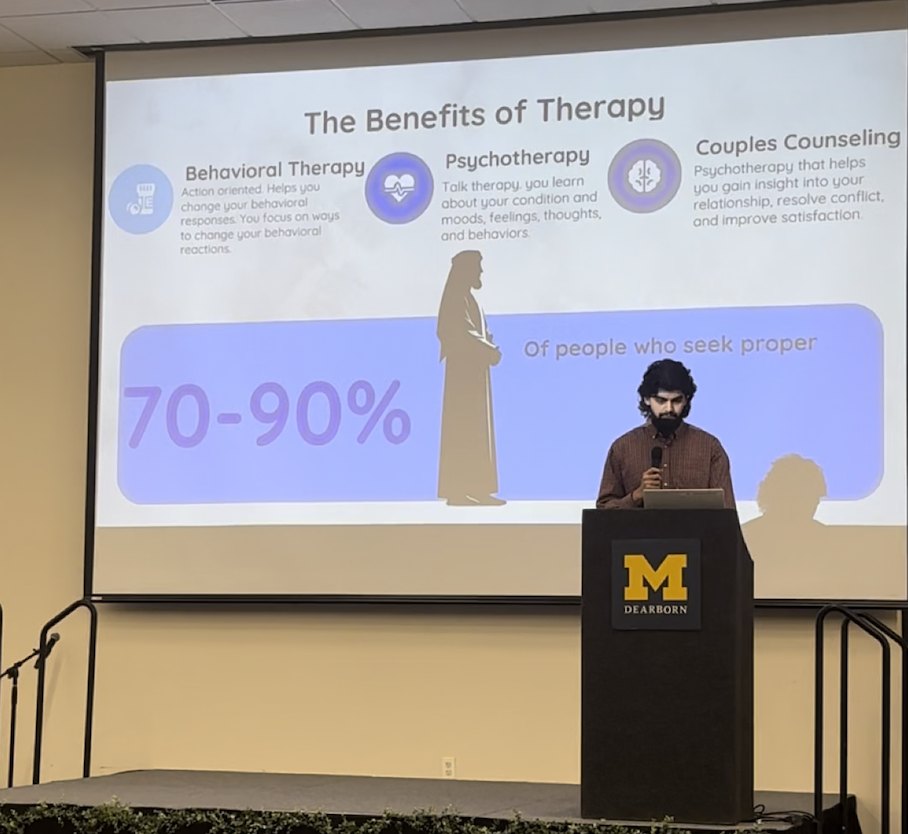 The Benefits of Therapy
Behavioral Therapy
Action oriented. Helps you
change your behavioral
responses. You focus on ways
to change your behavioral
reactions.
Psychotherapy
Talk therapy, you learn
about your condition and
moods, feelings, thoughts,
and behaviors.
Couples Counseling
Psychotherapy that helps
you gain insight into your
relationship, resolve conflict,
and improve satisfaction.
70-90%
Of people who seek proper
M
DEARBORN